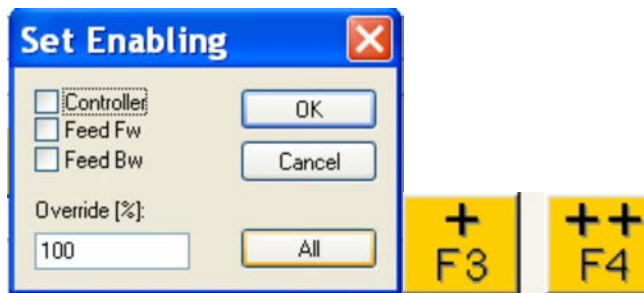 Set Enabling
Controller
Feed Fw
Feed Bw
OK
Cancel
Override [%]:
100
All
+
F3
++
F4